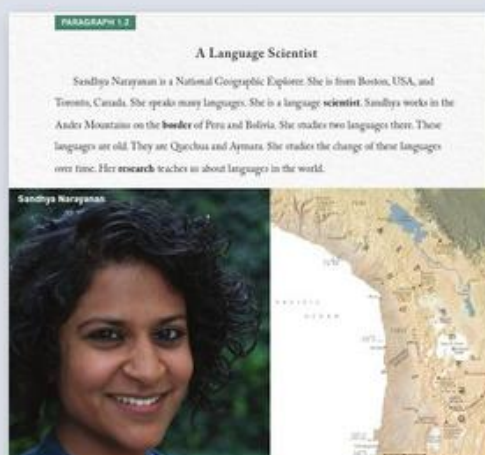 PARAGRAPH 1.2
A Language Scientist
Sandhya Narayanan is a National Geographic Explorer. She is from Boston, USA, and
Toronto, Canada. She speaks many languages. She is a language scientist. Sandhya works in the
Andes Mountains on the border of Peru and Bolivia. She studies two languages there. These
languages are old. They are Quechua and Aymara. She studies the change of these languages
over time. Her research teaches us about languages in the world.
Sandhya Narayanan
PACIFIC
OCEAN